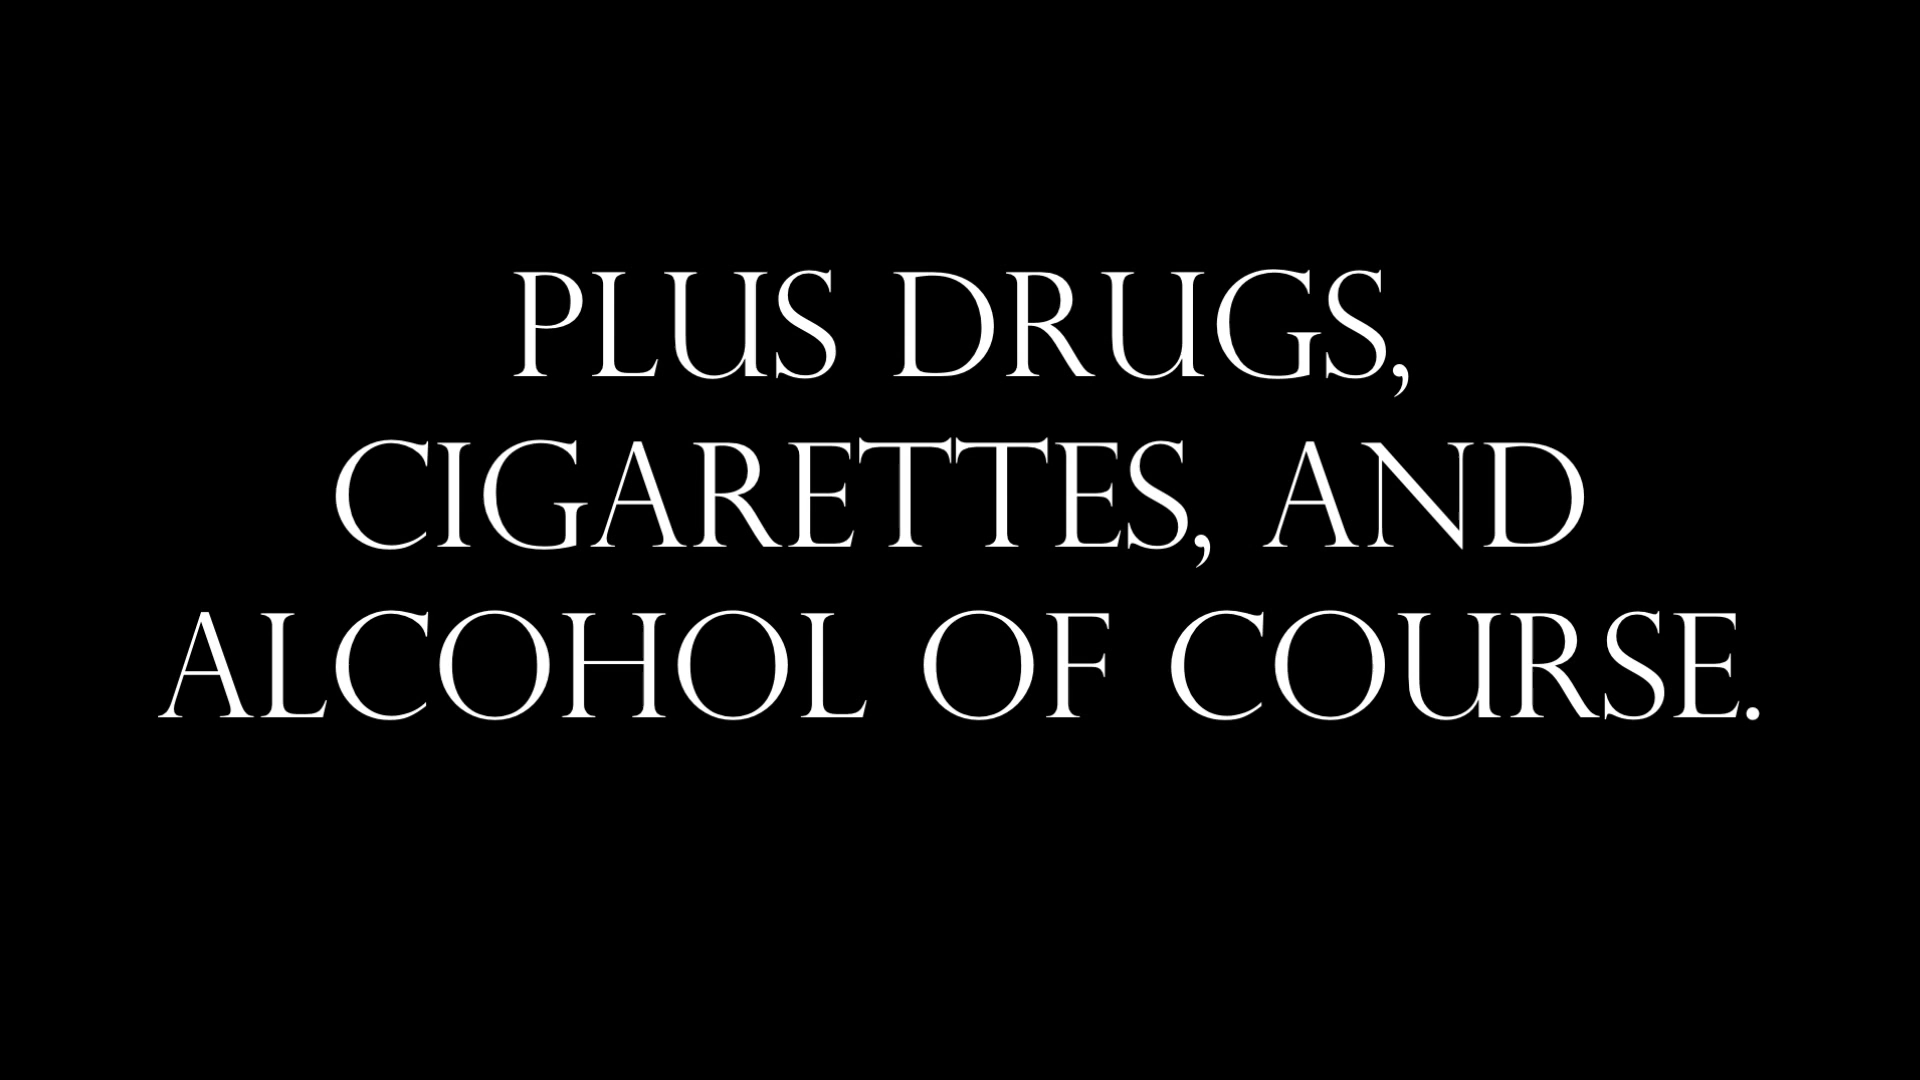 PLUS DRUGS,
CIGARETTES, AND
ALCOHOL OF COURSE.